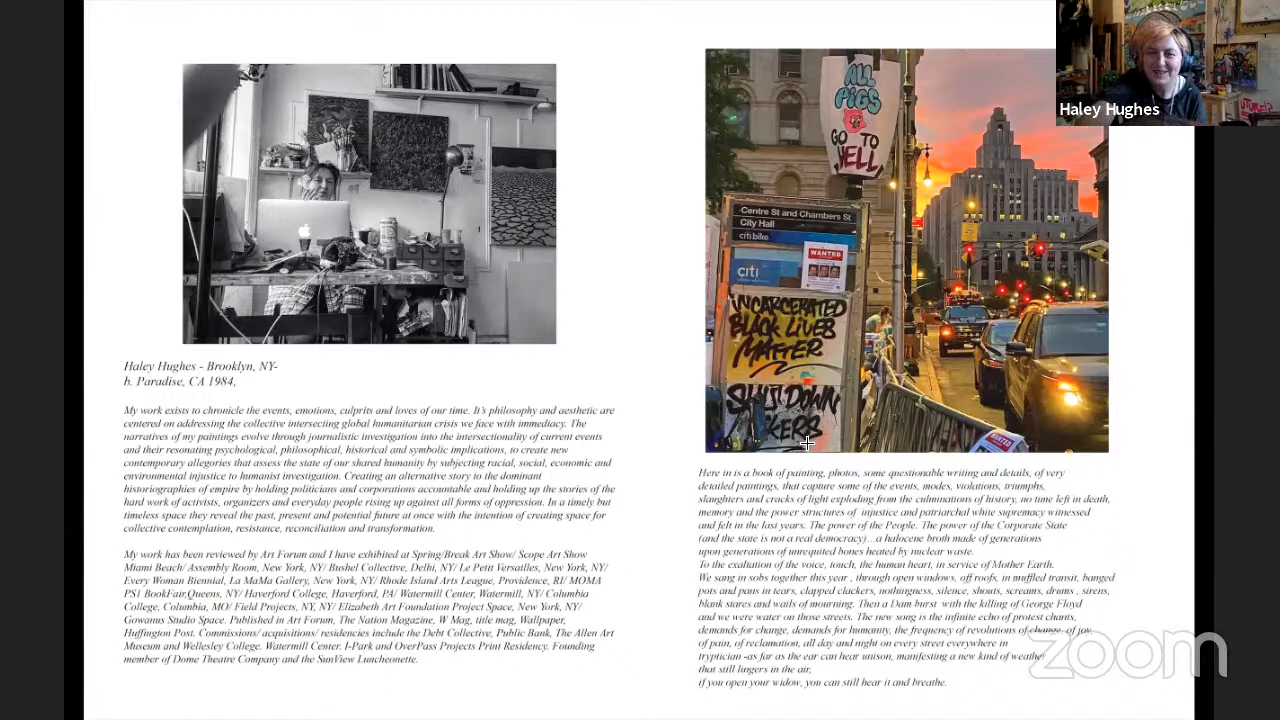 Haley Hughes - Brooklyn, NY-
b. Paradise, CA 1984,
My work exists to chronicle the events, emotions, culprits and loves of our time. It's philosophy and aesthetic are
centered on addressing the collective intersecting global humanitarian crisis we face with immediacy. The
narratives of my paintings evolve through journalistic investigation into the intersectionality of current events
and their resonating psychological, philosophical, historical and symbolic implications, to create new
contemporary allegories that assess the state of our shared humanity by subjecting racial, social, economic and
environmental injustice to humanist investigation. Creating an alternative story to the dominant
historiographies of empire by holding politicians and corporations accountable and holding up the stories of the
hard work of activists, organizers and everyday people rising up against all forms of oppression. In a timely but
timeless space they reveal the past, present and potential future at once with the intention of creating space for
collective contemplation, resistance, reconciliation and transformation.
My work has been reviewed by Art Forum and I have exhibited at Spring/Break Art Show/ Scope Art Show
Miami Beach/ Assembly Room, New York, NY/ Bushel Collective, Delhi, NY/ Le Petit Versailles, New York, NY/
Every Woman Biennial, La MaMa Gallery, New York, NY/ Rhode Island Arts League, Providence, RI/ MOMA
PS1 BookFair,Queens, NY/ Haverford College, Haverford, PA/ Watermill Center, Watermill, NY/ Columbia
College, Columbia, MO/ Field Projects, NY, NY/ Elizabeth Art Foundation Project Space, New York, NY/
Gowanus Studio Space. Published in Art Forum, The Nation Magazine, W Mag, title mag, Wallpaper,
Huffington Post. Commissions/ acquisitions/ residencies include the Debt Collective, Public Bank, The Allen Art
Museum and Wellesley College. Watermill Center. I-Park and OverPass Projects Print Residency. Founding
member of Dome Theatre Company and the SunView Luncheonette.
ALL
PIGS
GO TO
HELL
Centre St and Chambers St
City Hall
citi bike
citi
WANTED
INCARCERATED
BLACK LIVES
MATTER
SHUT DOWN
KERS
WANTED
Here in is a book of painting, photos, some questionable writing and details, of very
detailed paintings, that capture some of the events, modes, violations, triumphs,
slaughters and cracks of light exploding from the culminations of history, no time left in death,
memory and the power structures of injustice and patriarchal white supremacy witnessed
and felt in the last years. The power of the People. The power of the Corporate State
(and the state is not a real democracy)...a halocene broth made of generations
upon generations of unrequited bones heated by nuclear waste.
To the exaltation of the voice, touch, the human heart, in service of Mother Earth.
We sang in sobs together this year , through open windows, off roofs, in muffled transit, banged
pots and pans in tears, clapped clackers, nothingness, silence, shouts, screams, drums , sirens,
blank stares and wails of mourning. Then a Dam burst with the killing of George Floyd
and we were water on those streets. The new song is the infinite echo of protest chants,
demands for change, demands for humanity, the frequency of revolutions of change, of joy,
of pain, of reclamation, all day and night on every street everywhere in
tryptician -as far as the ear can hear unison, manifesting a new kind of weather
that still lingers in the air,
if you open your widow, you can still hear it and breathe.
Haley Hughes
zoom